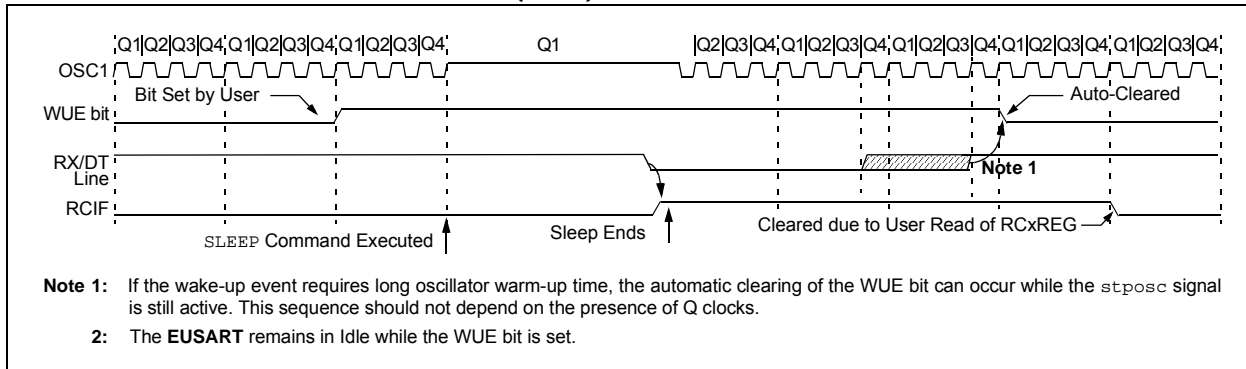 Q1|Q2|Q3|Q4|Q1|Q2|Q3|Q4|Q1|Q2|Q3|Q4 Q1 Q2|Q3|Q4|Q1|Q2|Q3|Q4|Q1|Q2|Q3|Q4|Q1|Q2|Q3|Q4|Q1|Q2|Q3|Q4
OSC1
Bit Set by User
Auto-Cleared
WUE bit
RX/DT
Line
Note 1
RCIF
SLEEP Command Executed
Sleep Ends
Cleared due to User Read of RCxREG
Note 1: If the wake-up event requires long oscillator warm-up time, the automatic clearing of the WUE bit can occur while the stposc signal
is still active. This sequence should not depend on the presence of Q clocks.
2: The EUSART remains in Idle while the WUE bit is set.